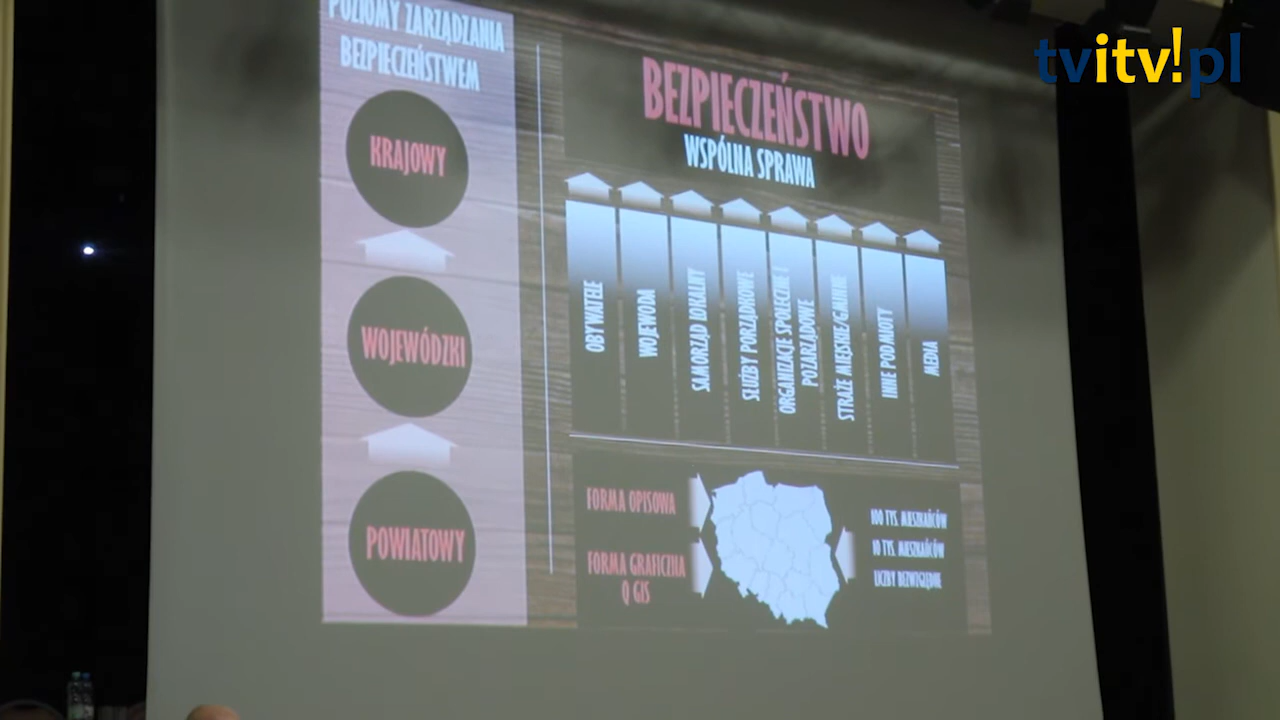 tvitv!.pl
POZIOMY ZARZĄDZANIA
BEZPIECZEŃSTWEM
KRAJOWY
WOJEWÓDZKI
POWIATOWY
BEZPIECZEŃSTWO
WSPÓLNA SPRAWA
OBYWATELE
WOJEWODA
SAMORZĄD LOKALNY
SŁUŻBY PORZĄDKOWE
ORGANIZACJE SPOŁECZNE I
POZARZĄDOWE
STRAŻE MIEJSKIE/GMINNE
INNE PODMIOTY
MEDIA
FORMA OPISOWA
FORMA GRAFICZNA
Q GIS
100 TYS. MIESZKAŃCÓW
10 TYS. MIESZKAŃCÓW
LICZBY BEZWZGLĘDNE